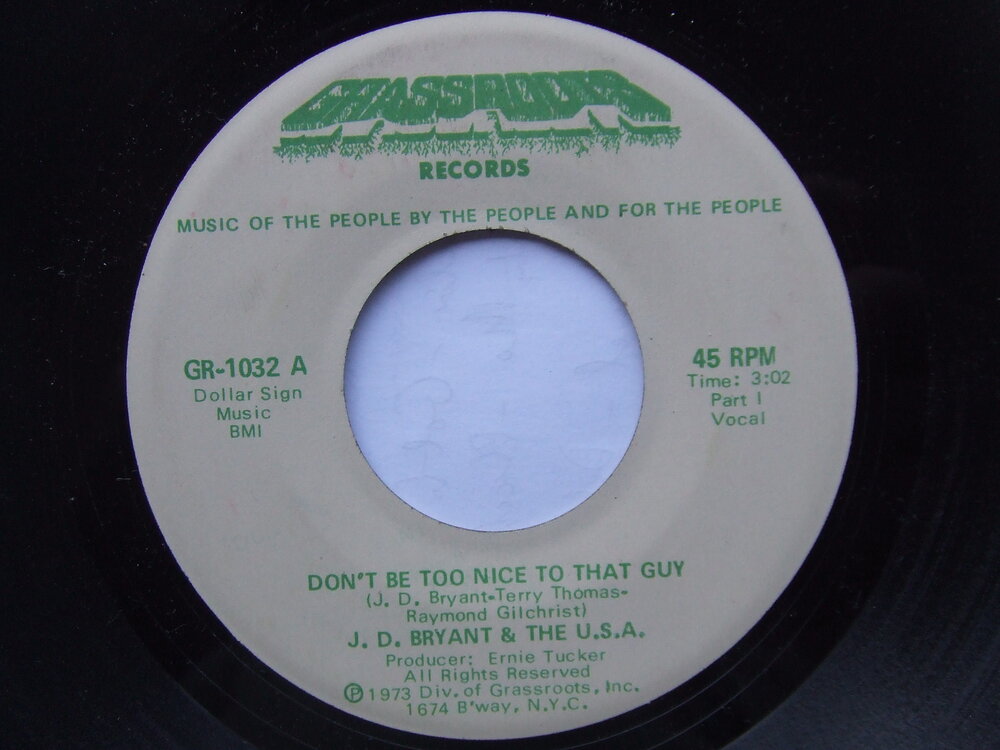 GRASSROOTS
RECORDS
MUSIC OF THE PEOPLE BY THE PEOPLE AND FOR THE PEOPLE
GR-1032 A
Dollar Sign
Music
BMI
45 RPM
Time: 3:02
Part I
Vocal
DON'T BE TOO NICE TO THAT GUY
(J. D. Bryant-Terry Thomas-
Raymond Gilchrist)
J. D. BRYANT & THE U.S.A.
Producer: Ernie Tucker
All Rights Reserved
℗1973 Div. of Grassroots, Inc.
1674 B'way, N.Y.C.